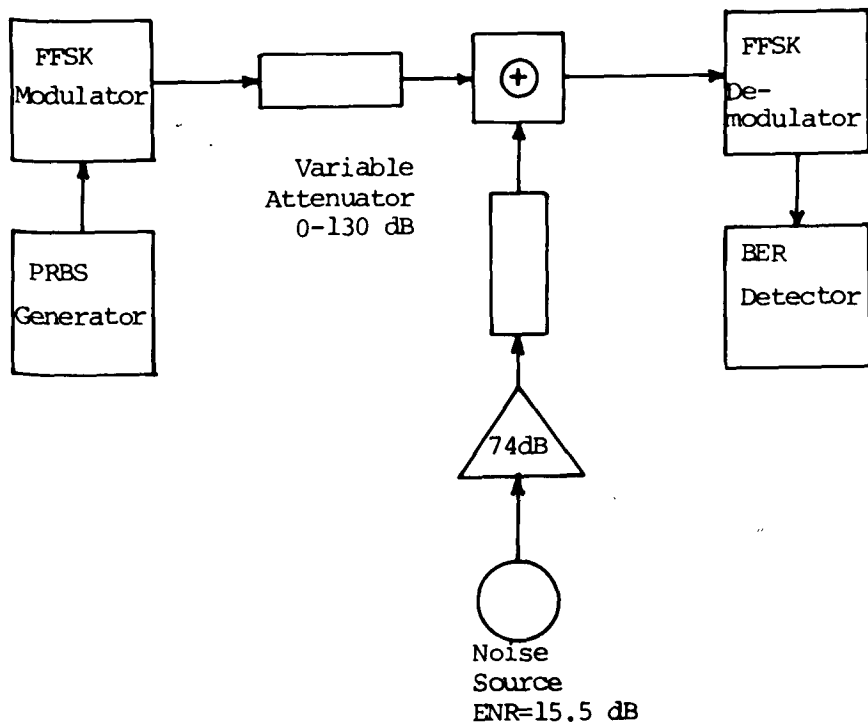 FFSK
Modulator
+
FFSK
De-
modulator
Variable
Attenuator
0-130 dB
PRBS
Generator
BER
Detector
74dB
Noise
Source
ENR=15.5 dB